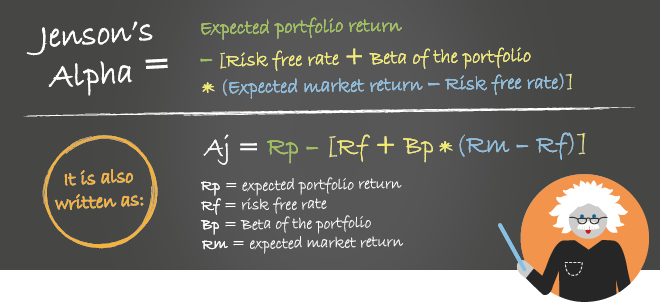 Jenson's
Alpha =
Expected portfolio return
– [Risk free rate + Beta of the portfolio
* (Expected market return – Risk free rate)]
It is also
written as:
Aj = Rp – [Rf + Bp * (Rm – Rf)]
Rp = expected portfolio return
Rf = risk free rate
Bp = Beta of the portfolio
Rm = expected market return